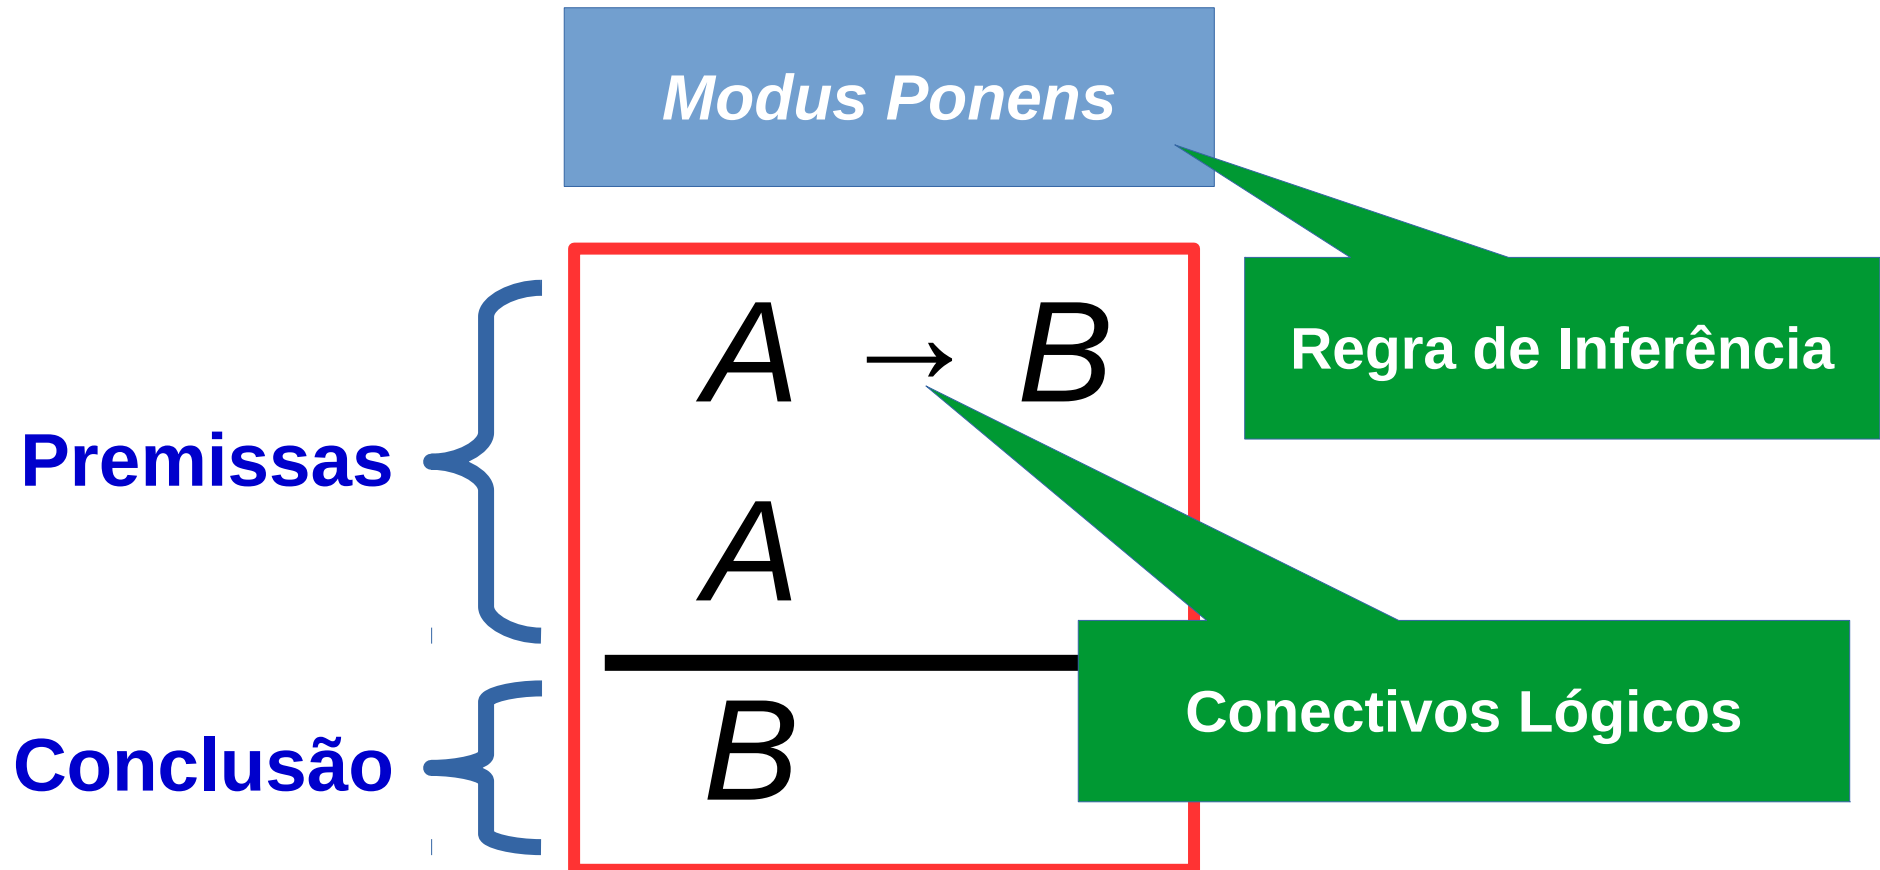 Modus Ponens
A → B
Regra de Inferência
Premissas
A
Conectivos Lógicos
Conclusão
B